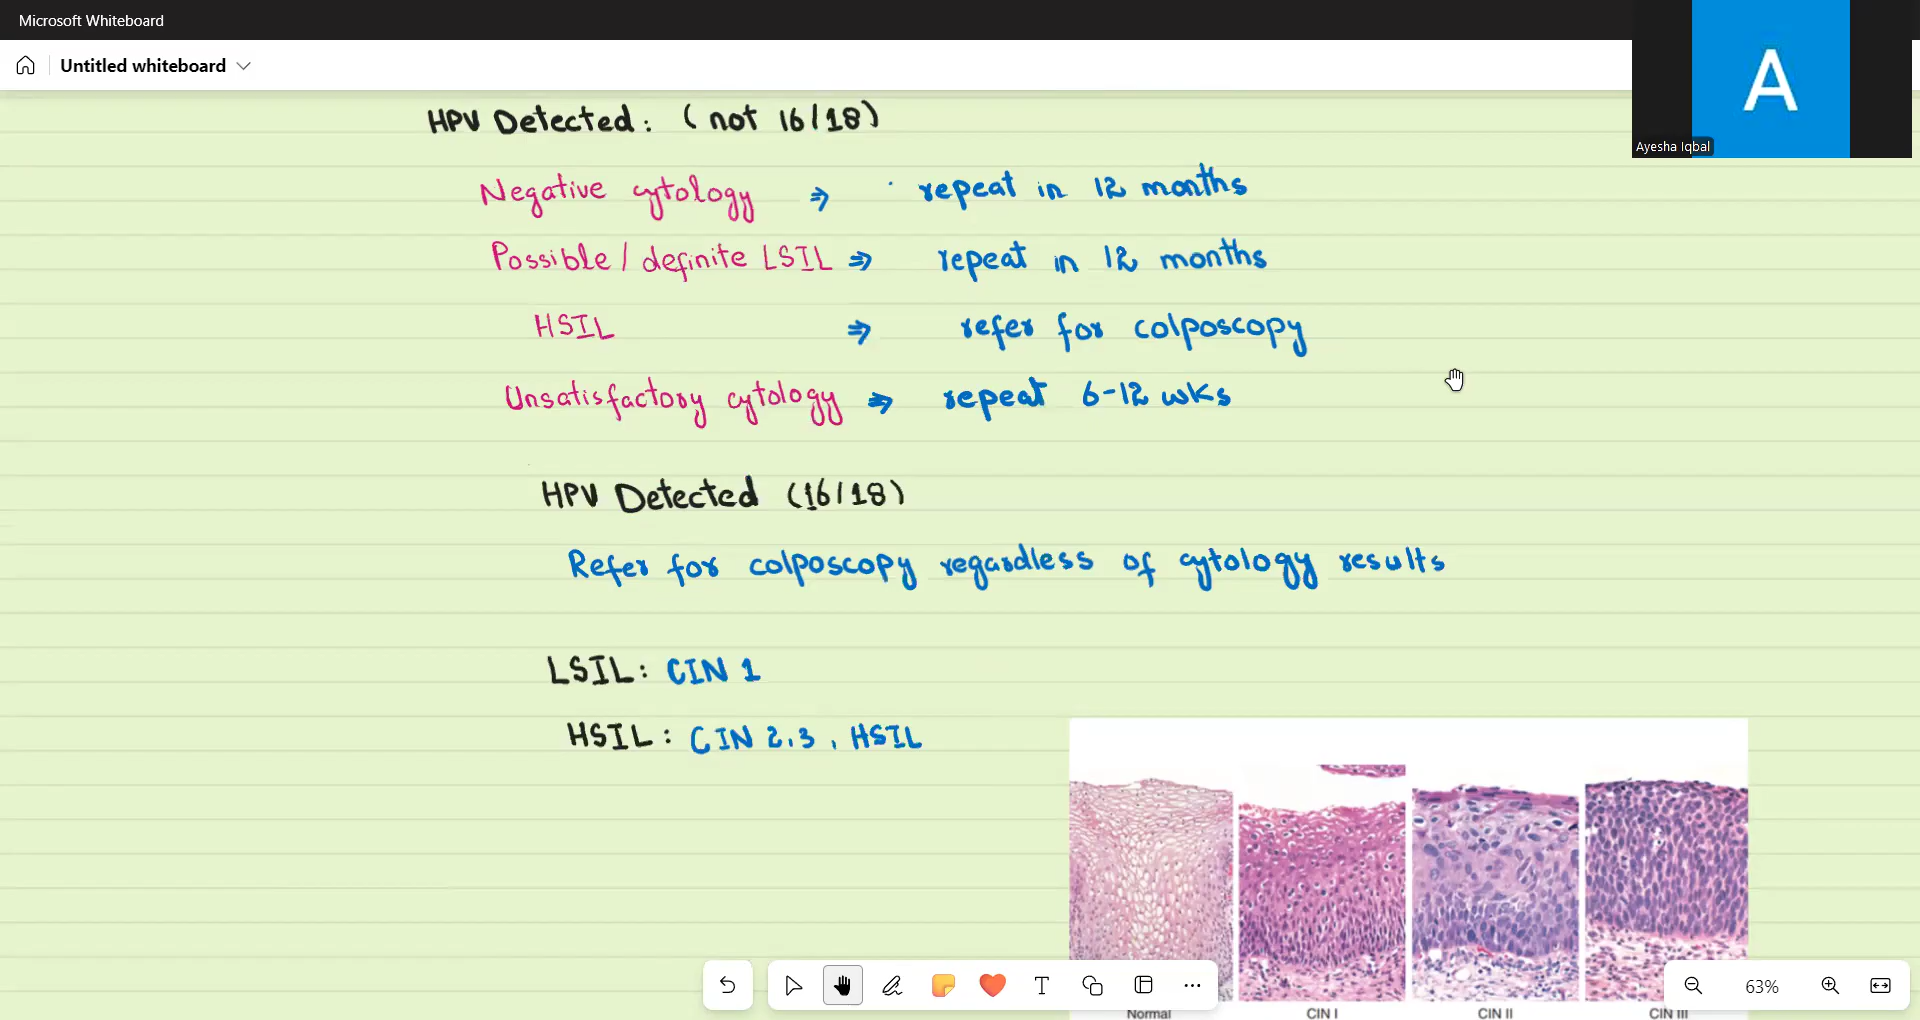 Microsoft Whiteboard
Untitled whiteboard
A
Ayesha Iqbal
HPV Detected: (not 16/18)
Negative cytology ⇒ repeat in 12 months
Possible / definite LSIL ⇒ repeat in 12 months
HSIL ⇒ refer for colposcopy
Unsatisfactory cytology ⇒ repeat 6-12 wks
HPV Detected (16/18)
Refer for colposcopy regardless of cytology results
LSIL: CIN 1
HSIL: CIN 2,3, HSIL
Normal CIN I CIN II CIN III
63%